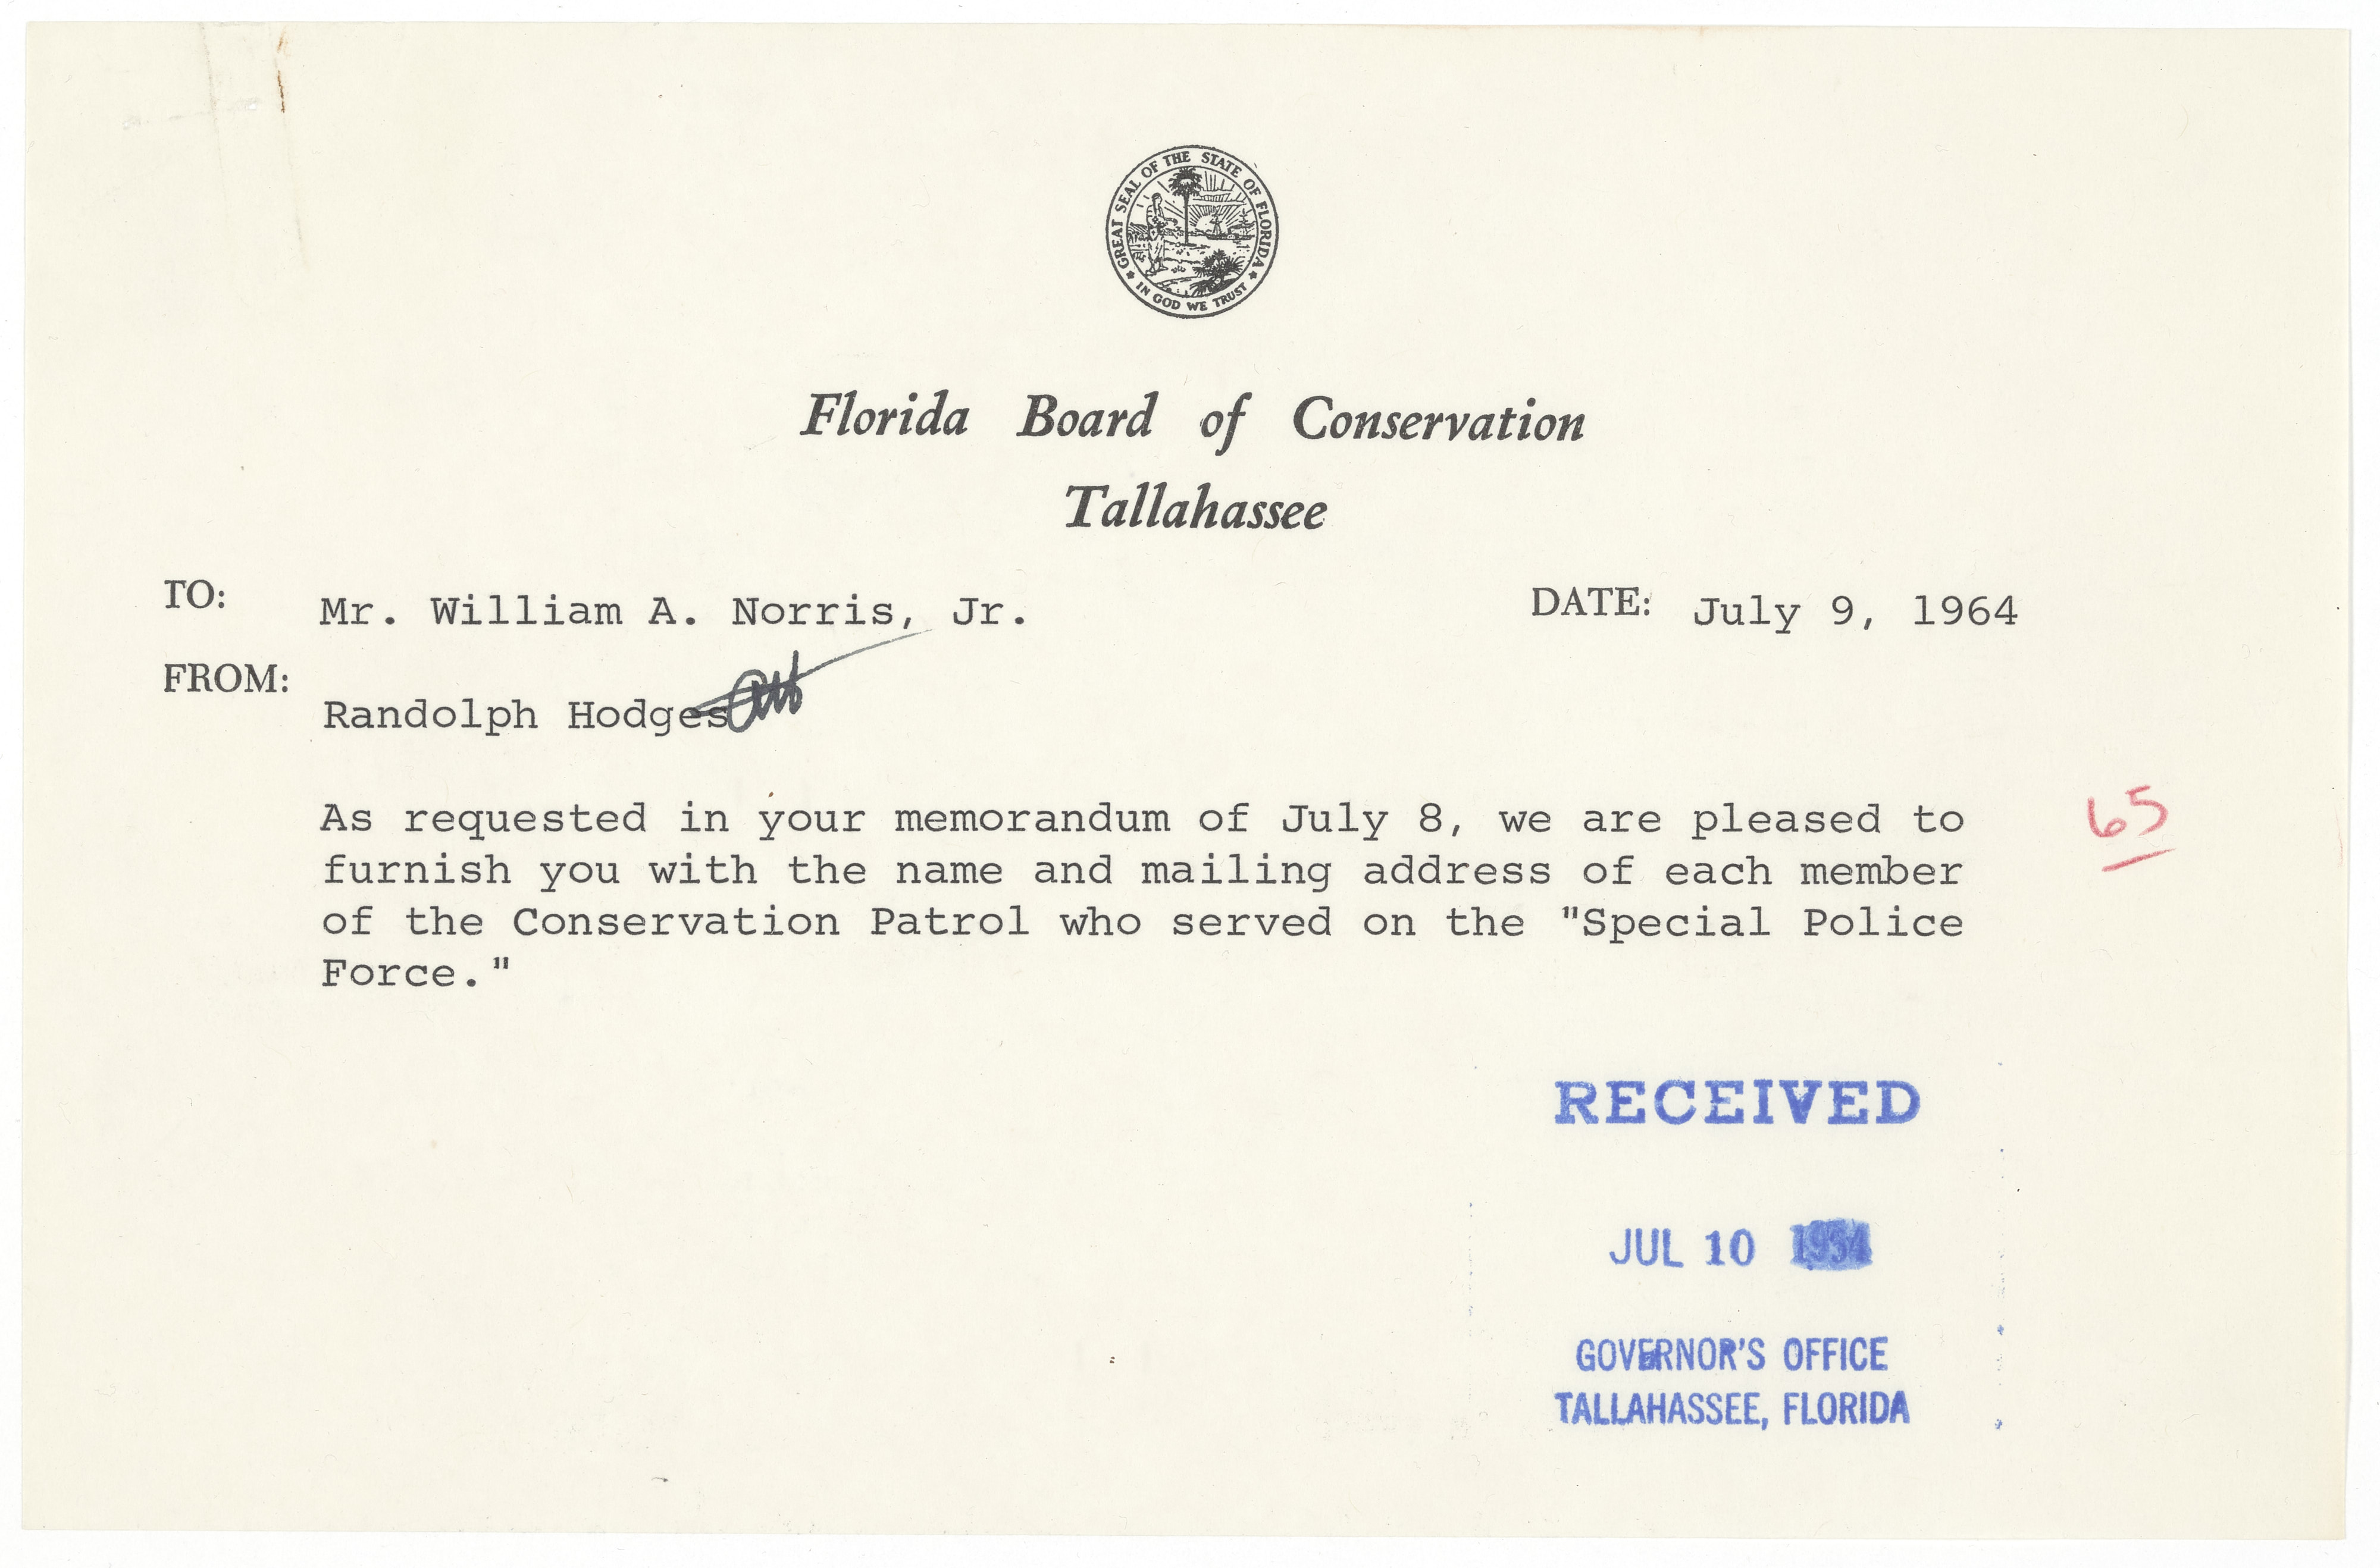 GREAT SEAL OF THE STATE OF FLORIDA
IN GOD WE TRUST
Florida Board of Conservation
Tallahassee
TO: Mr. William A. Norris, Jr.
DATE: July 9, 1964
FROM: Randolph Hodges
As requested in your memorandum of July 8, we are pleased to
furnish you with the name and mailing address of each member
of the Conservation Patrol who served on the "Special Police
Force."
65
RECEIVED
JUL 10
GOVERNOR'S OFFICE
TALLAHASSEE, FLORIDA